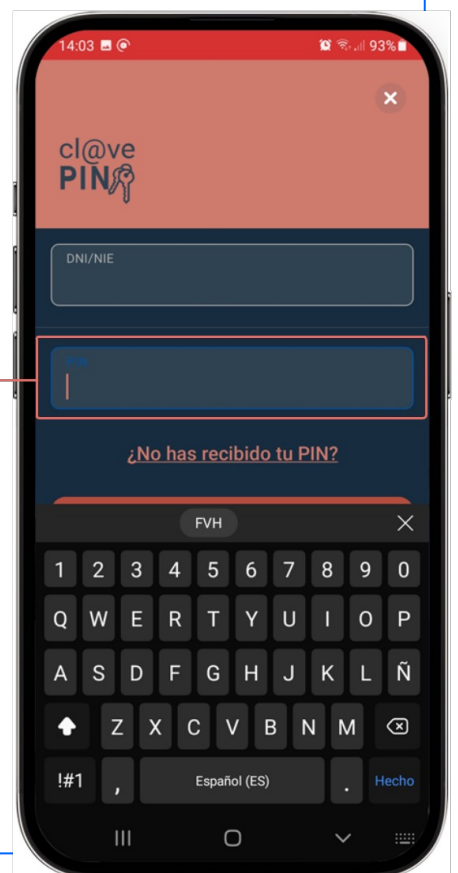 14:03 93%
cl@ve
PIN
DNI/NIE
PIN
¿No has recibido tu PIN?
FVH
1 2 3 4 5 6 7 8 9 0
Q W E R T Y U I O P
A S D F G H J K L Ñ
Z X C V B N M
!#1 , Español (ES) . Hecho